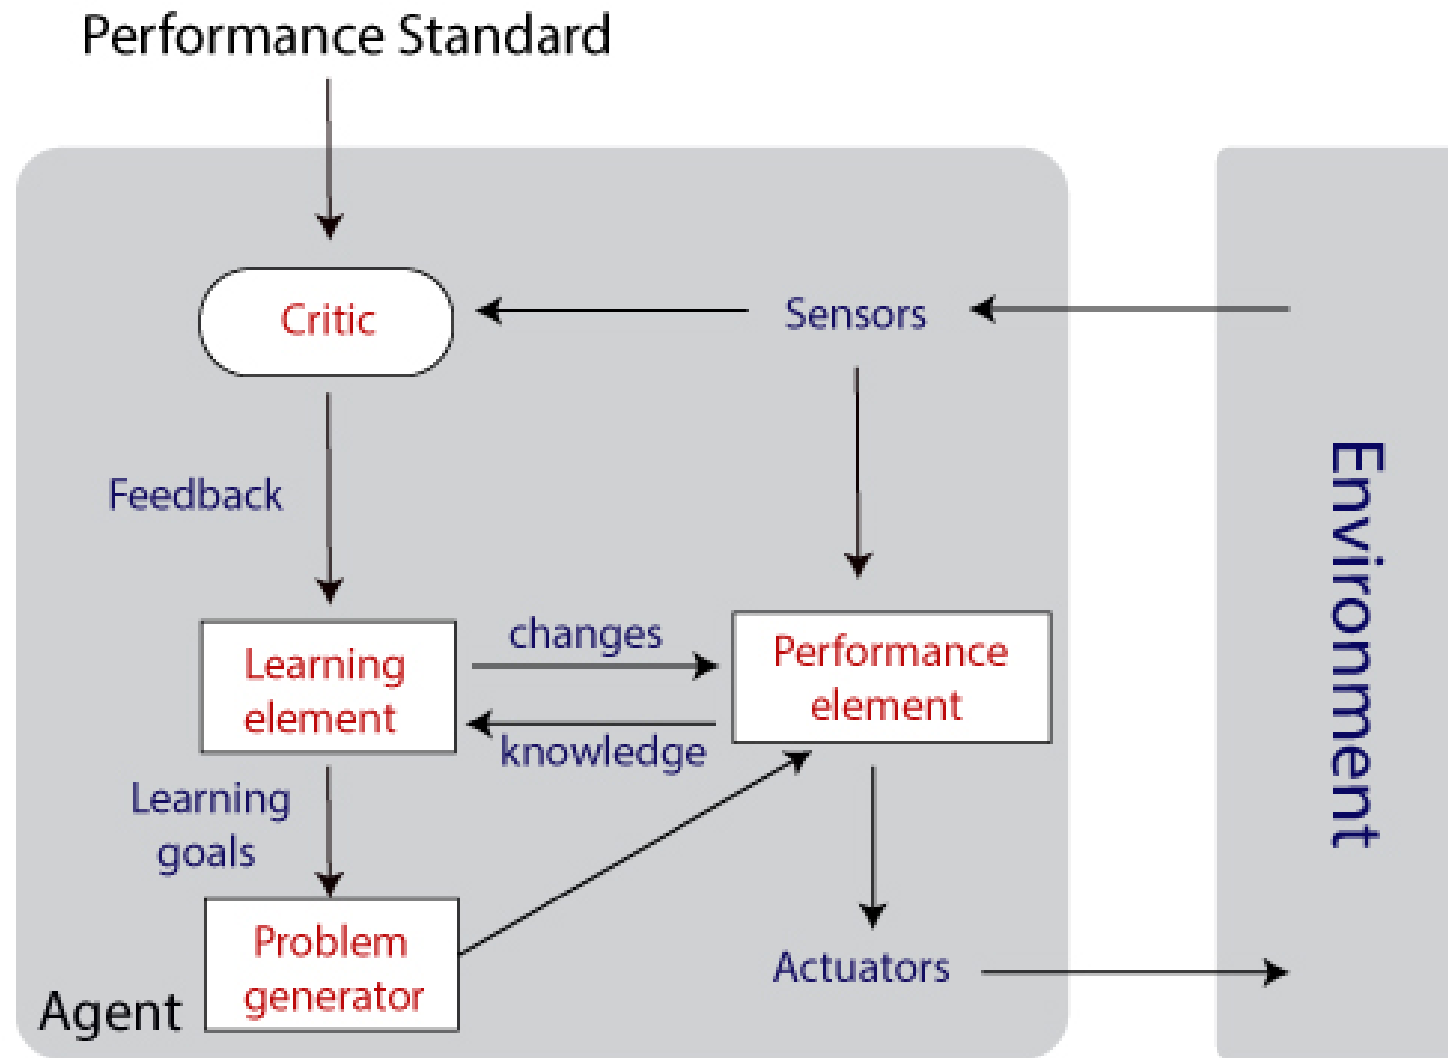 Performance Standard
Critic
Sensors
Feedback
Learning
element
changes
knowledge
Performance
element
Learning
goals
Problem
generator
Actuators
Agent
Environment